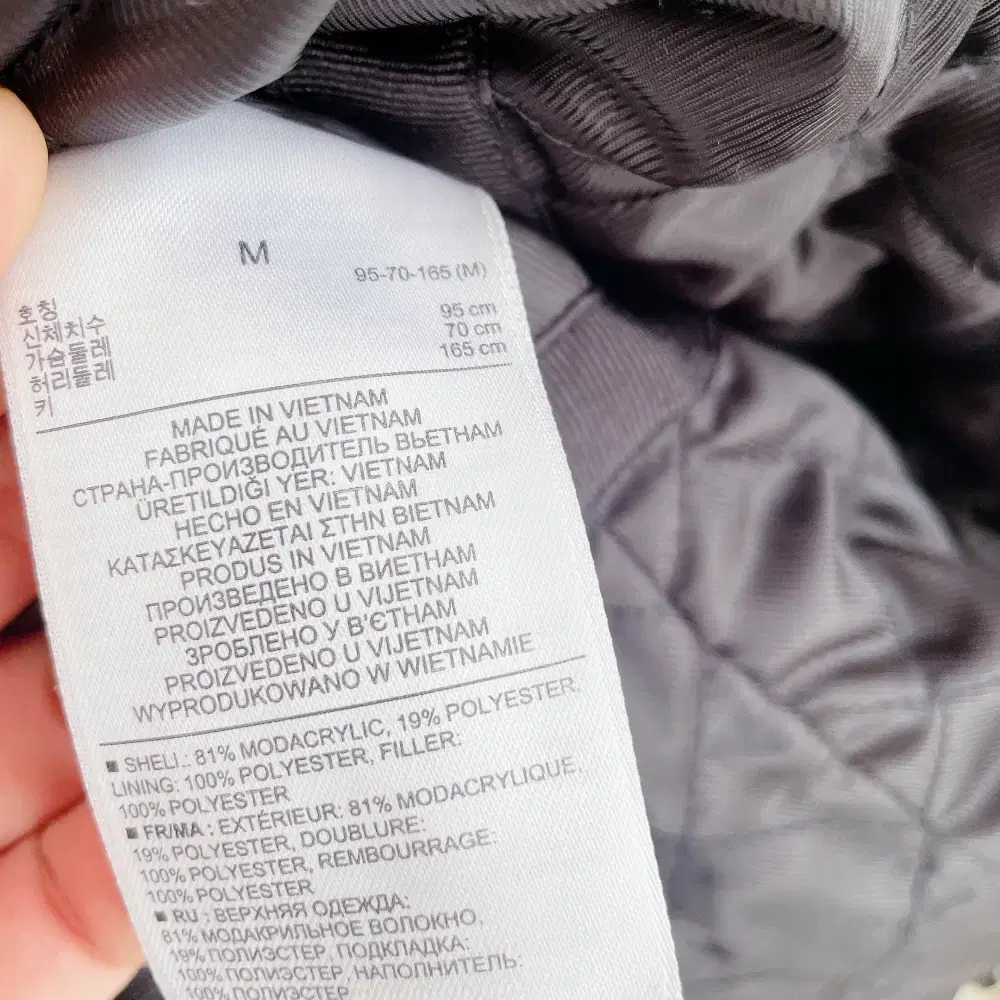 M
95-70-165 (M)
호칭
신체치수
가슴둘레 95 cm
허리둘레 70 cm
키 165 cm
MADE IN VIETNAM
FABRIQUÉ AU VIETNAM
СТРАНА-ПРОИЗВОДИТЕЛЬ ВЬЕТНАМ
ÜRETILDIĞI YER: VIETNAM
HECHO EN VIETNAM
ΚΑΤΑΣΚΕΥΑΖΕΤΑΙ ΣΤΗΝ ΒΙΕΤΝΑΜ
PRODUS IN VIETNAM
ПРОИЗВЕДЕНО В ВИЕТНАМ
PROIZVEDENO U VIJETNAM
ЗРОБЛЕНО У В'ЄТНАМ
PROIZVEDENO U VIJETNAM
WYPRODUKOWANO W WIETNAMIE
■ SHELL: 81% MODACRYLIC, 19% POLYESTER,
LINING: 100% POLYESTER, FILLER:
100% POLYESTER
■ FR/MA : EXTÉRIEUR: 81% MODACRYLIQUE,
19% POLYESTER, DOUBLURE:
100% POLYESTER, REMBOURRAGE:
100% POLYESTER
■ RU : ВЕРХНЯЯ ОДЕЖДА:
81% МОДАКРИЛЬНОЕ ВОЛОКНО,
19% ПОЛИЭСТЕР, ПОДКЛАДКА:
100% ПОЛИЭСТЕР, НАПОЛНИТЕЛЬ:
100% ПОЛИЭСТЕР